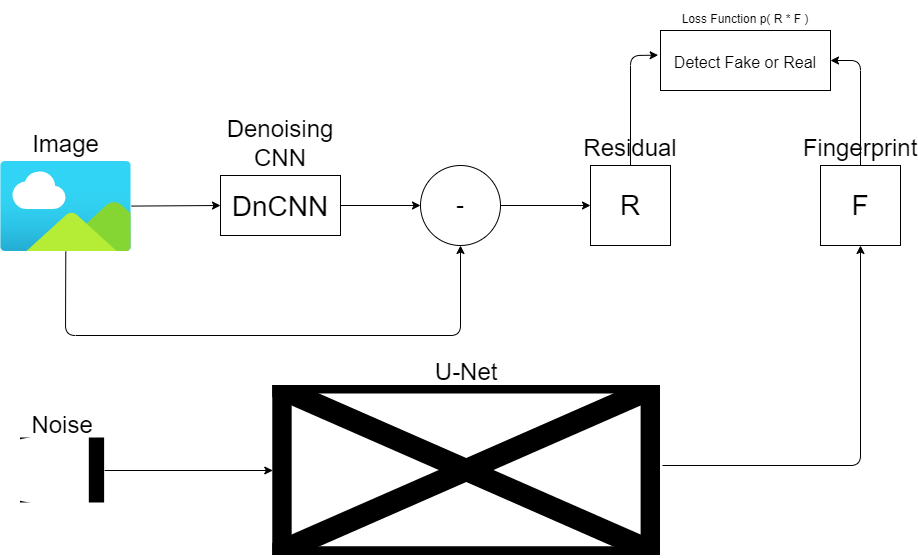 Loss Function p( R * F )
Detect Fake or Real
Image
Denoising
CNN
DnCNN
-
Residual
R
Fingerprint
F
U-Net
Noise